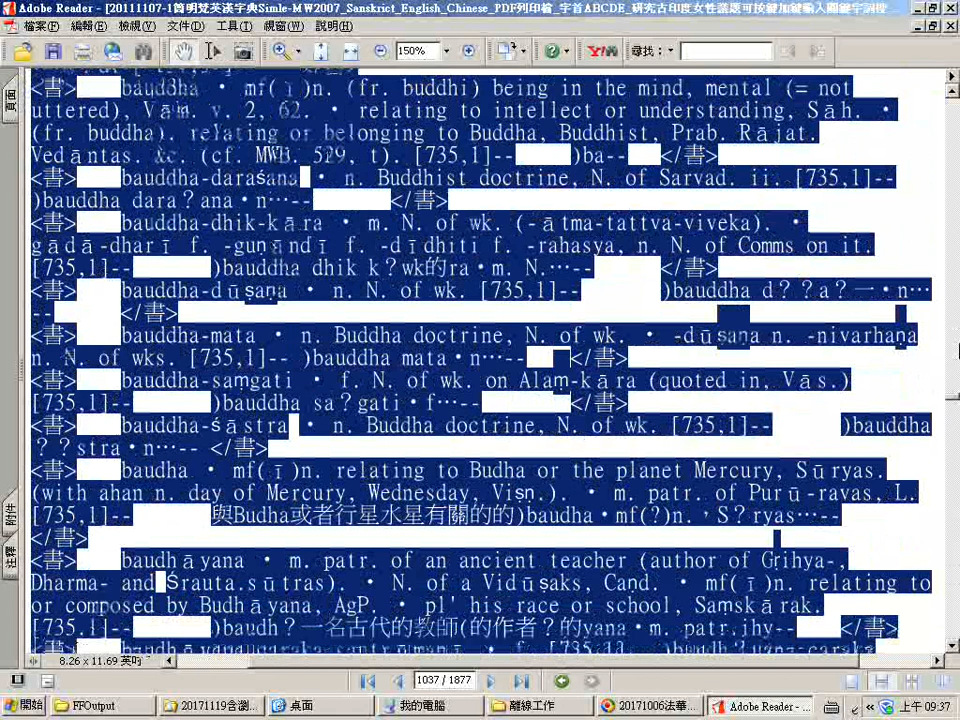 Adobe Reader - [20111107-1簡明梵英漢字典Simle-MW2007_Sanskrict_English_Chinese_PDF列印檔_字首ABCDE_研究古印度女性議題可按
檔案(F) 編輯(E) 檢視(V) 文件(D) 工具(T) 視窗(W) 說明(H)
150% Y! 尋找:
頁面
<書> bauddha • mf(ī)n. (fr. buddhi) being in the mind, mental (= not
uttered), Vām. v. 2, 62. • relating to intellect or understanding, Sāh. •
(fr. buddha). relating or belonging to Buddha, Buddhist, Prab. Rājat.
Vedāntas. &c. (cf. MWB. 529, t). [735,1]-- )ba-- </書>
<書> bauddha-daraśana • n. Buddhist doctrine, N. of Sarvad. ii. [735,1]--
)bauddha dara？ana•n…-- </書>
<書> bauddha-dhik-kāra • m. N. of wk. (-ātma-tattva-viveka). •
gādā-dharī f. -guṇāndī f. -dīdhiti f. -rahasya, n. N. of Comms on it.
[735,1]-- )bauddha dhik k？wk的ra•m. N.…-- </書>
<書> bauddha-dūṣaṇa • n. N. of wk. [735,1]-- )bauddha d？？a？一•n…
-- </書>
<書> bauddha-mata • n. Buddha doctrine, N. of wk. • -dūṣaṇa n. -nivarhaṇa
n. N. of wks. [735,1]-- )bauddha mata•n…-- </書>
<書> bauddha-saṃgati • f. N. of wk. on Alaṃ-kāra (quoted in, Vās.)
[735,1]-- )bauddha sa？gati•f…-- </書>
<書> bauddha-śāstra • n. Buddha doctrine, N. of wk. [735,1]-- )bauddha
？？stra•n…-- </書>
<書> baudha • mf(ī)n. relating to Budha or the planet Mercury, Sūryas.
(with ahan n. day of Mercury, Wednesday, Viṣṇ.). • m. patr. of Purū-ravas, L.
[735,1]-- 與Budha或者行星水星有關的的)baudha•mf(?)n.，S？ryas…--
</書>
<書> baudhāyana • m. patr. of an ancient teacher (author of Gṛihya-,
Dharma- and Śrauta.sūtras). • N. of a Vidūṣaks, Caṇd. • mf(ī)n. relating to
or composed by Budhāyana, AgP. • pl' his race or school, Saṃskārak.
[735,1]-- )baudh？一名古代的教師(的作者？的yana•m. patr.ihy-- </書>
附件
注釋
8.26 x 11.69 英吋
1037 / 1877
開始 FFOutput 20171119含瀏... 桌面 我的電腦 離線工作 20171006法華... Adobe Reader - [... 上午 09:37